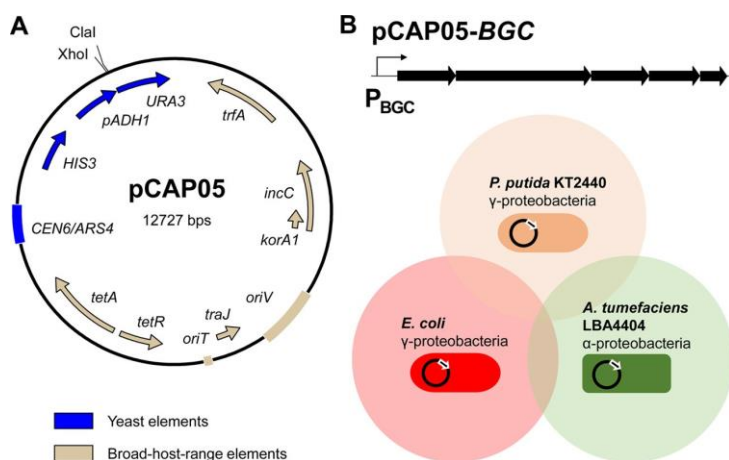 A
ClaI
XhoI
URA3
pADH1
HIS3
trfA
pCAP05
12727 bps
incC
korA1
CEN6/ARS4
tetA
tetR
oriT
traJ
oriV
Yeast elements
Broad-host-range elements
B
pCAP05-BGC
PBGC
P. putida KT2440
γ-proteobacteria
E. coli
γ-proteobacteria
A. tumefaciens
LBA4404
α-proteobacteria